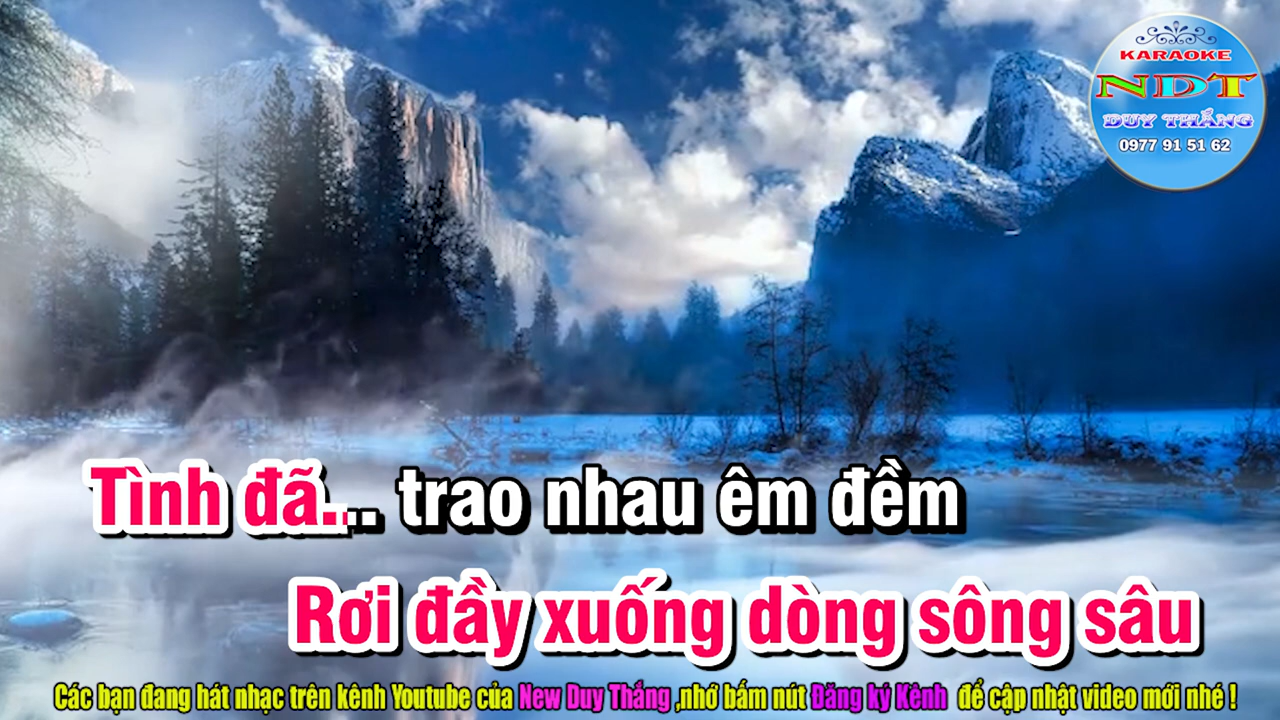 KARAOKE
NDT
DUY THẮNG
0977 91 51 62
Tình đã... trao nhau êm đềm
Rơi đầy xuống dòng sông sâu
Các bạn đang hát nhạc trên kênh Youtube của New Duy Thắng ,nhớ bấm nút Đăng ký Kênh để cập nhật video mới nhé !